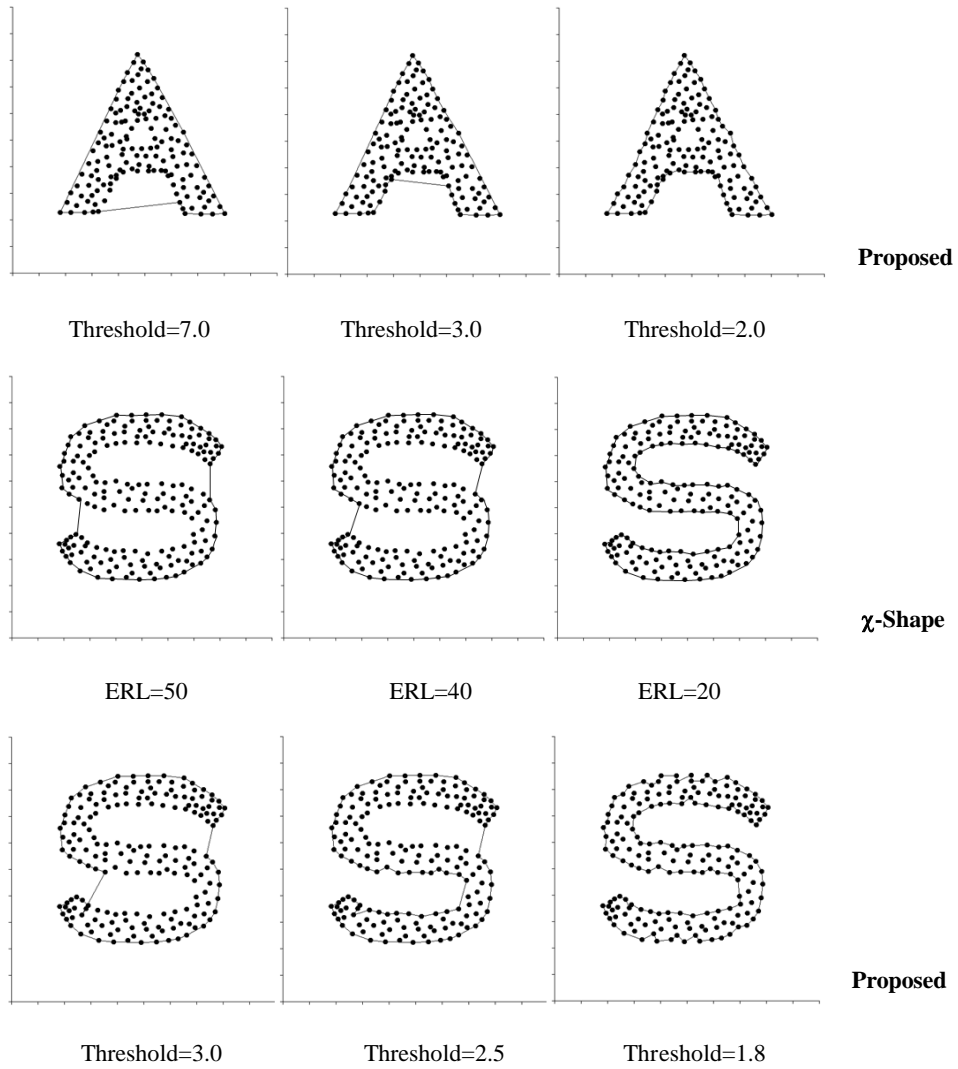 Proposed
Threshold=7.0 Threshold=3.0 Threshold=2.0
χ-Shape
ERL=50 ERL=40 ERL=20
Proposed
Threshold=3.0 Threshold=2.5 Threshold=1.8